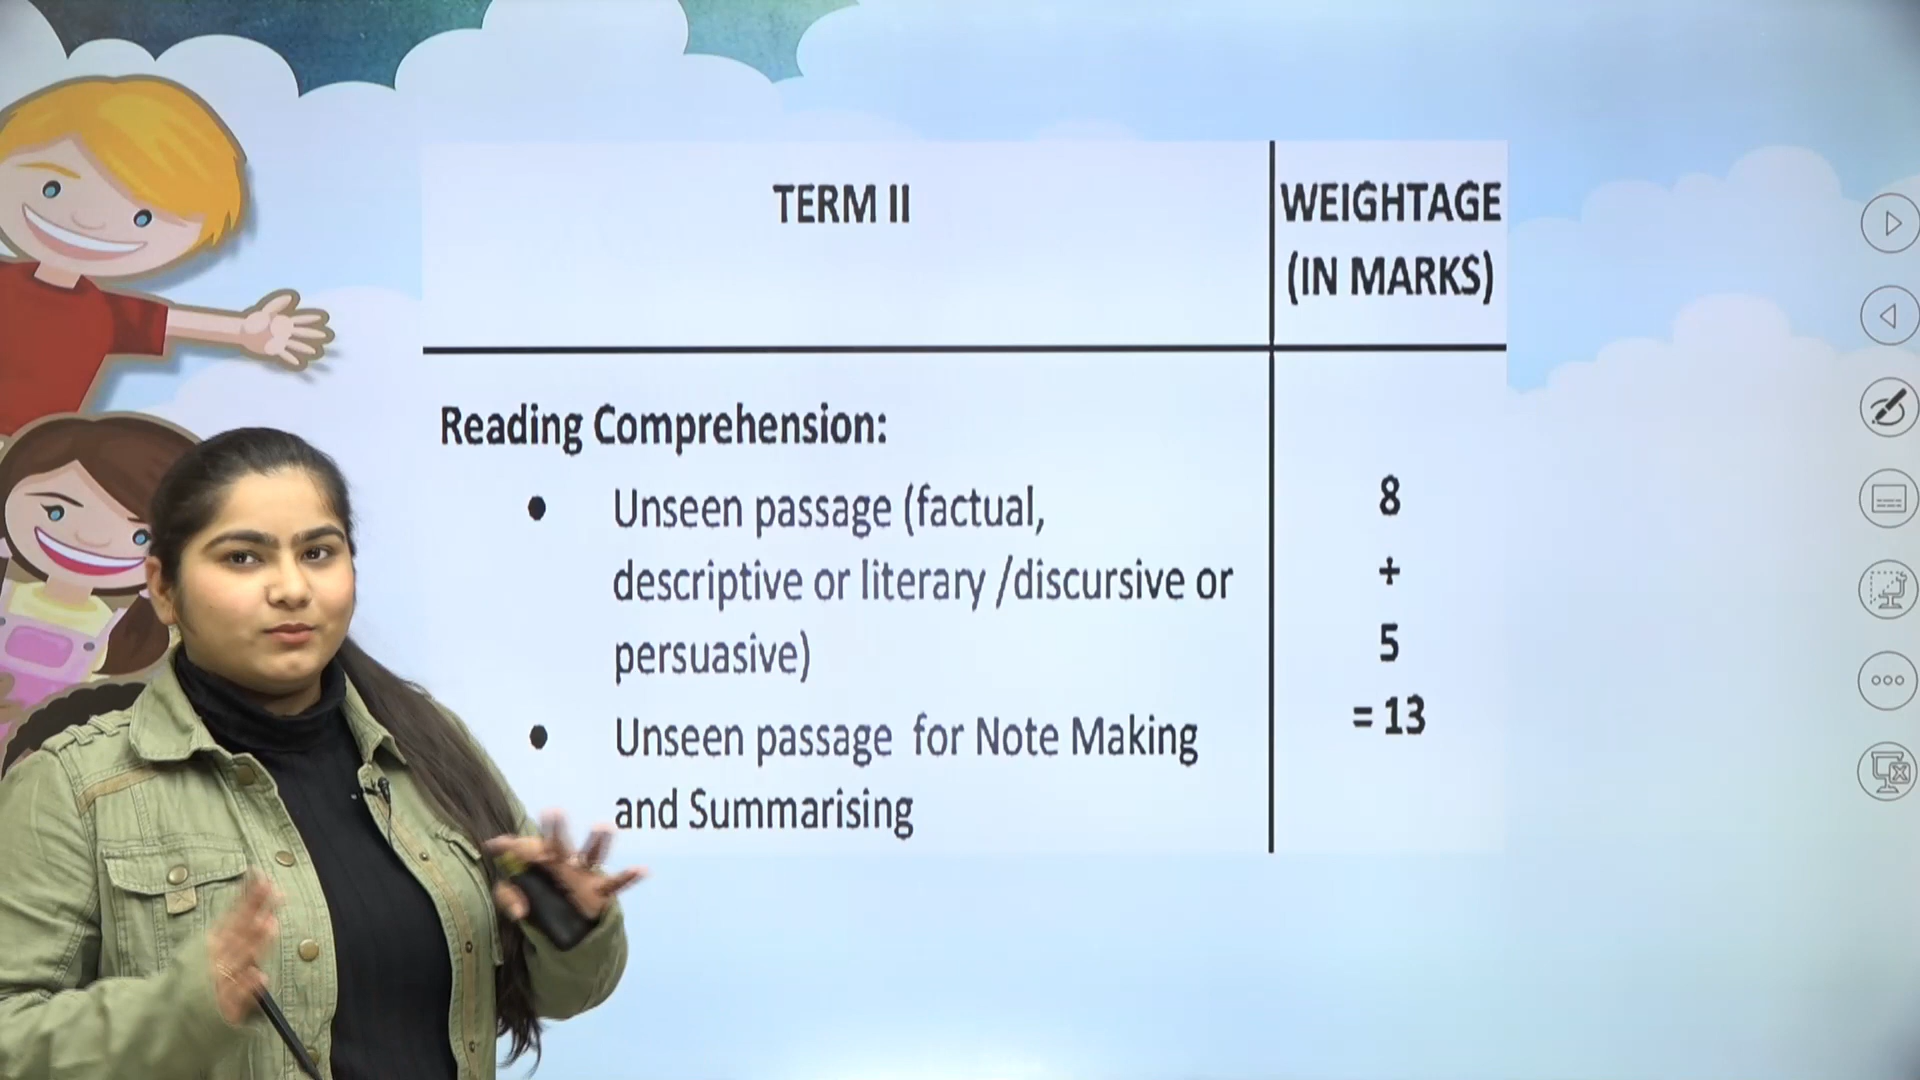 TERM II
WEIGHTAGE
(IN MARKS)
Reading Comprehension:
• Unseen passage (factual,
descriptive or literary /discursive or
persuasive)
• Unseen passage for Note Making
and Summarising
8
+
5
= 13